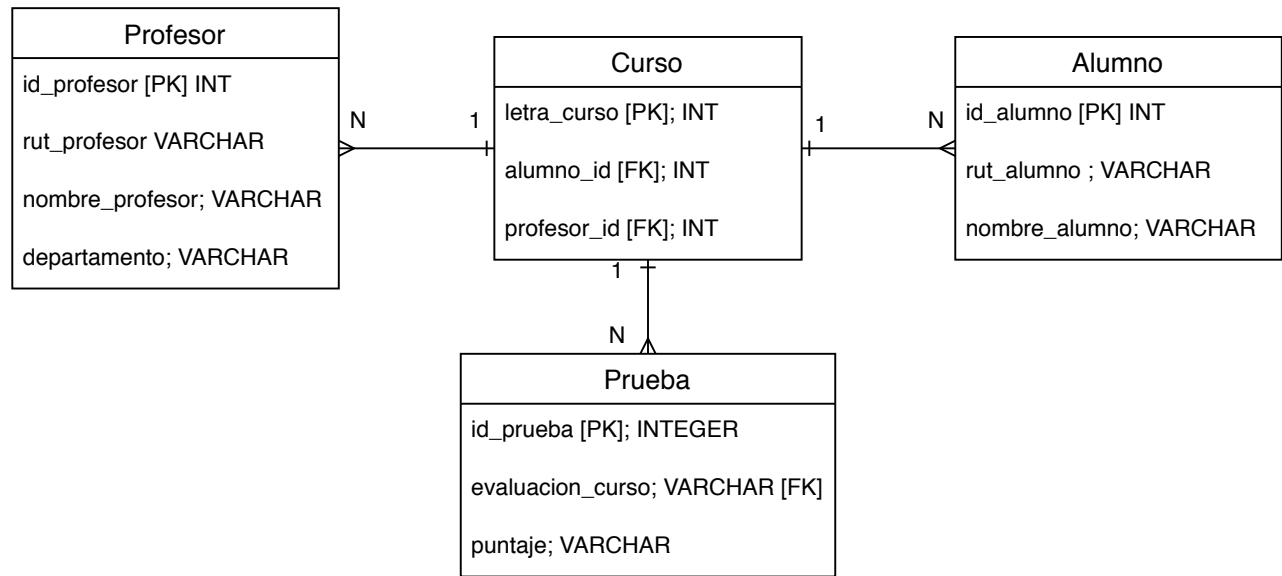 Profesor
id_profesor [PK] INT
rut_profesor VARCHAR
nombre_profesor; VARCHAR
departamento; VARCHAR
N
1
Curso
letra_curso [PK]; INT
alumno_id [FK]; INT
profesor_id [FK]; INT
1
N
Alumno
id_alumno [PK] INT
rut_alumno ; VARCHAR
nombre_alumno; VARCHAR
1
N
Prueba
id_prueba [PK]; INTEGER
evaluacion_curso; VARCHAR [FK]
puntaje; VARCHAR